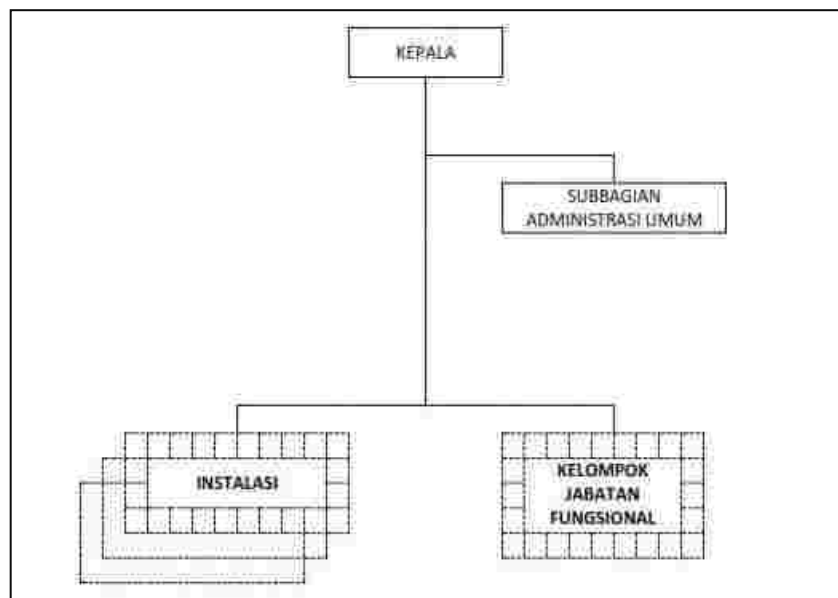 KEPALA
SUBBAGIAN
ADMINISTRASI UMUM
INSTALASI
KELOMPOK
JABATAN
FUNGSIONAL